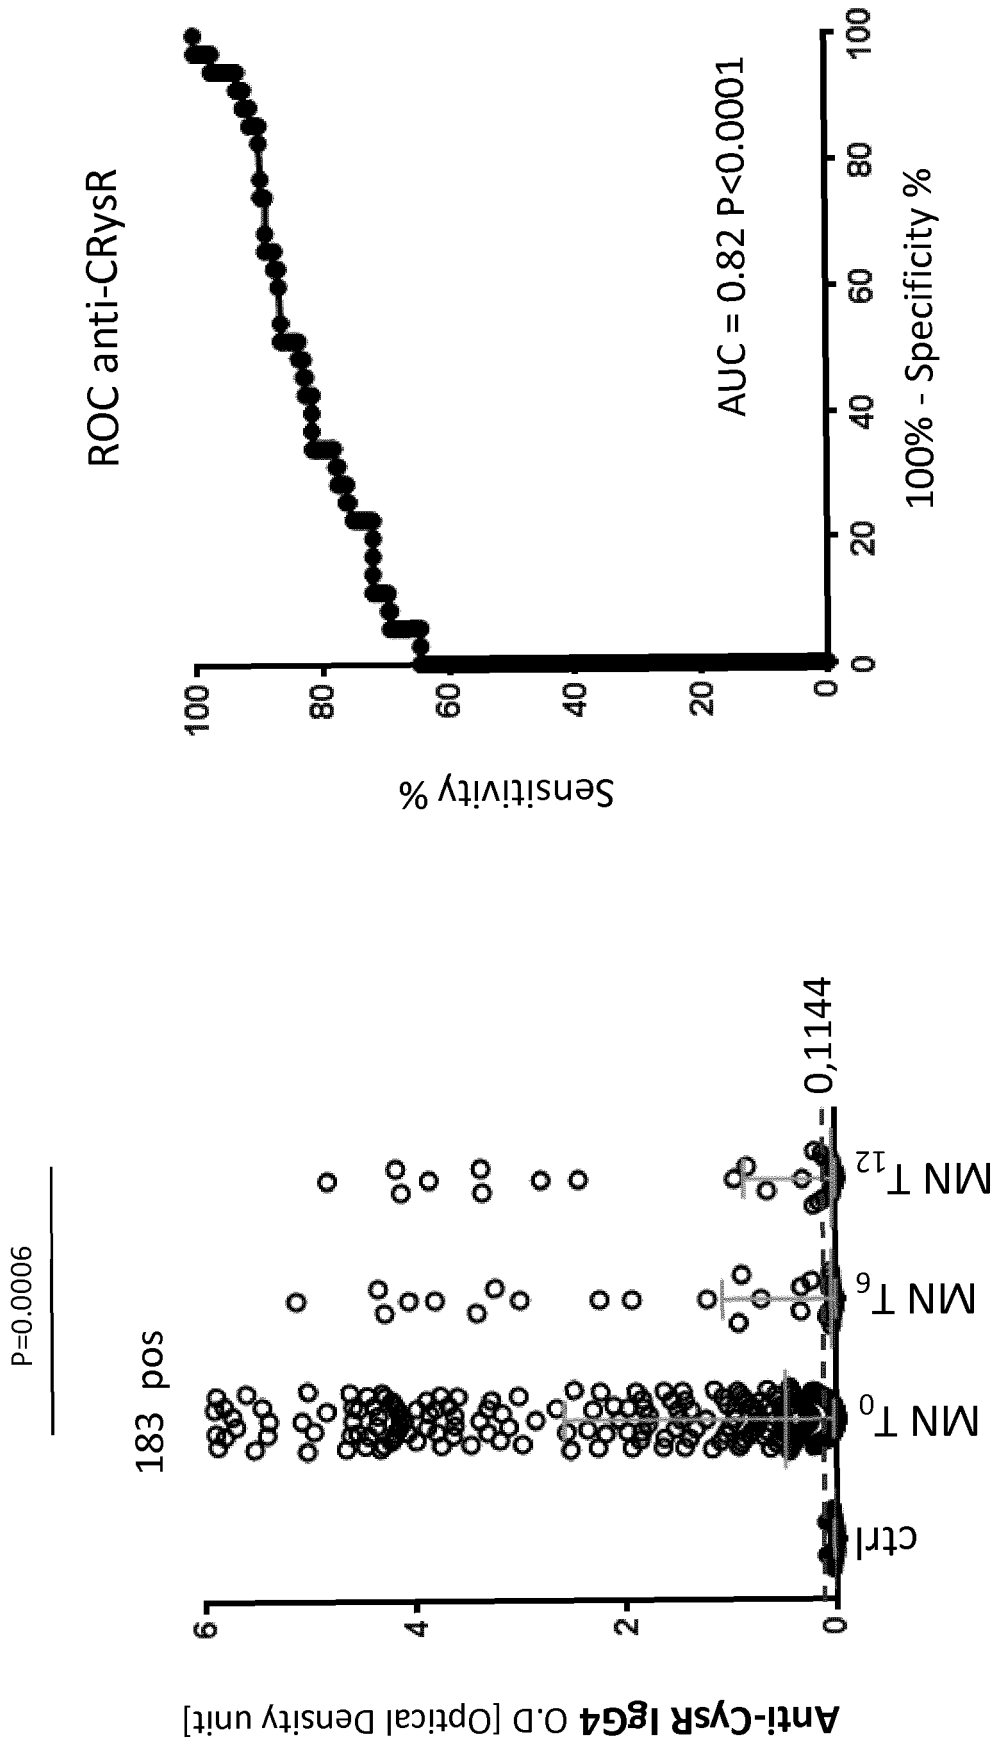 P=0.0006
183 pos
Anti-CysR IgG4 O.D [Optical Density unit]
6
4
2
0
0,1144
ctrl
MN T0
MN T6
MN T12
ROC anti-CRysR
Sensitivity %
100
80
60
40
20
0
AUC = 0.82 P<0.0001
0
20
40
60
80
100
100% - Specificity %